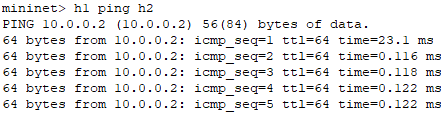 mininet> h1 ping h2
PING 10.0.0.2 (10.0.0.2) 56(84) bytes of data.
64 bytes from 10.0.0.2: icmp_seq=1 ttl=64 time=23.1 ms
64 bytes from 10.0.0.2: icmp_seq=2 ttl=64 time=0.116 ms
64 bytes from 10.0.0.2: icmp_seq=3 ttl=64 time=0.118 ms
64 bytes from 10.0.0.2: icmp_seq=4 ttl=64 time=0.122 ms
64 bytes from 10.0.0.2: icmp_seq=5 ttl=64 time=0.122 ms